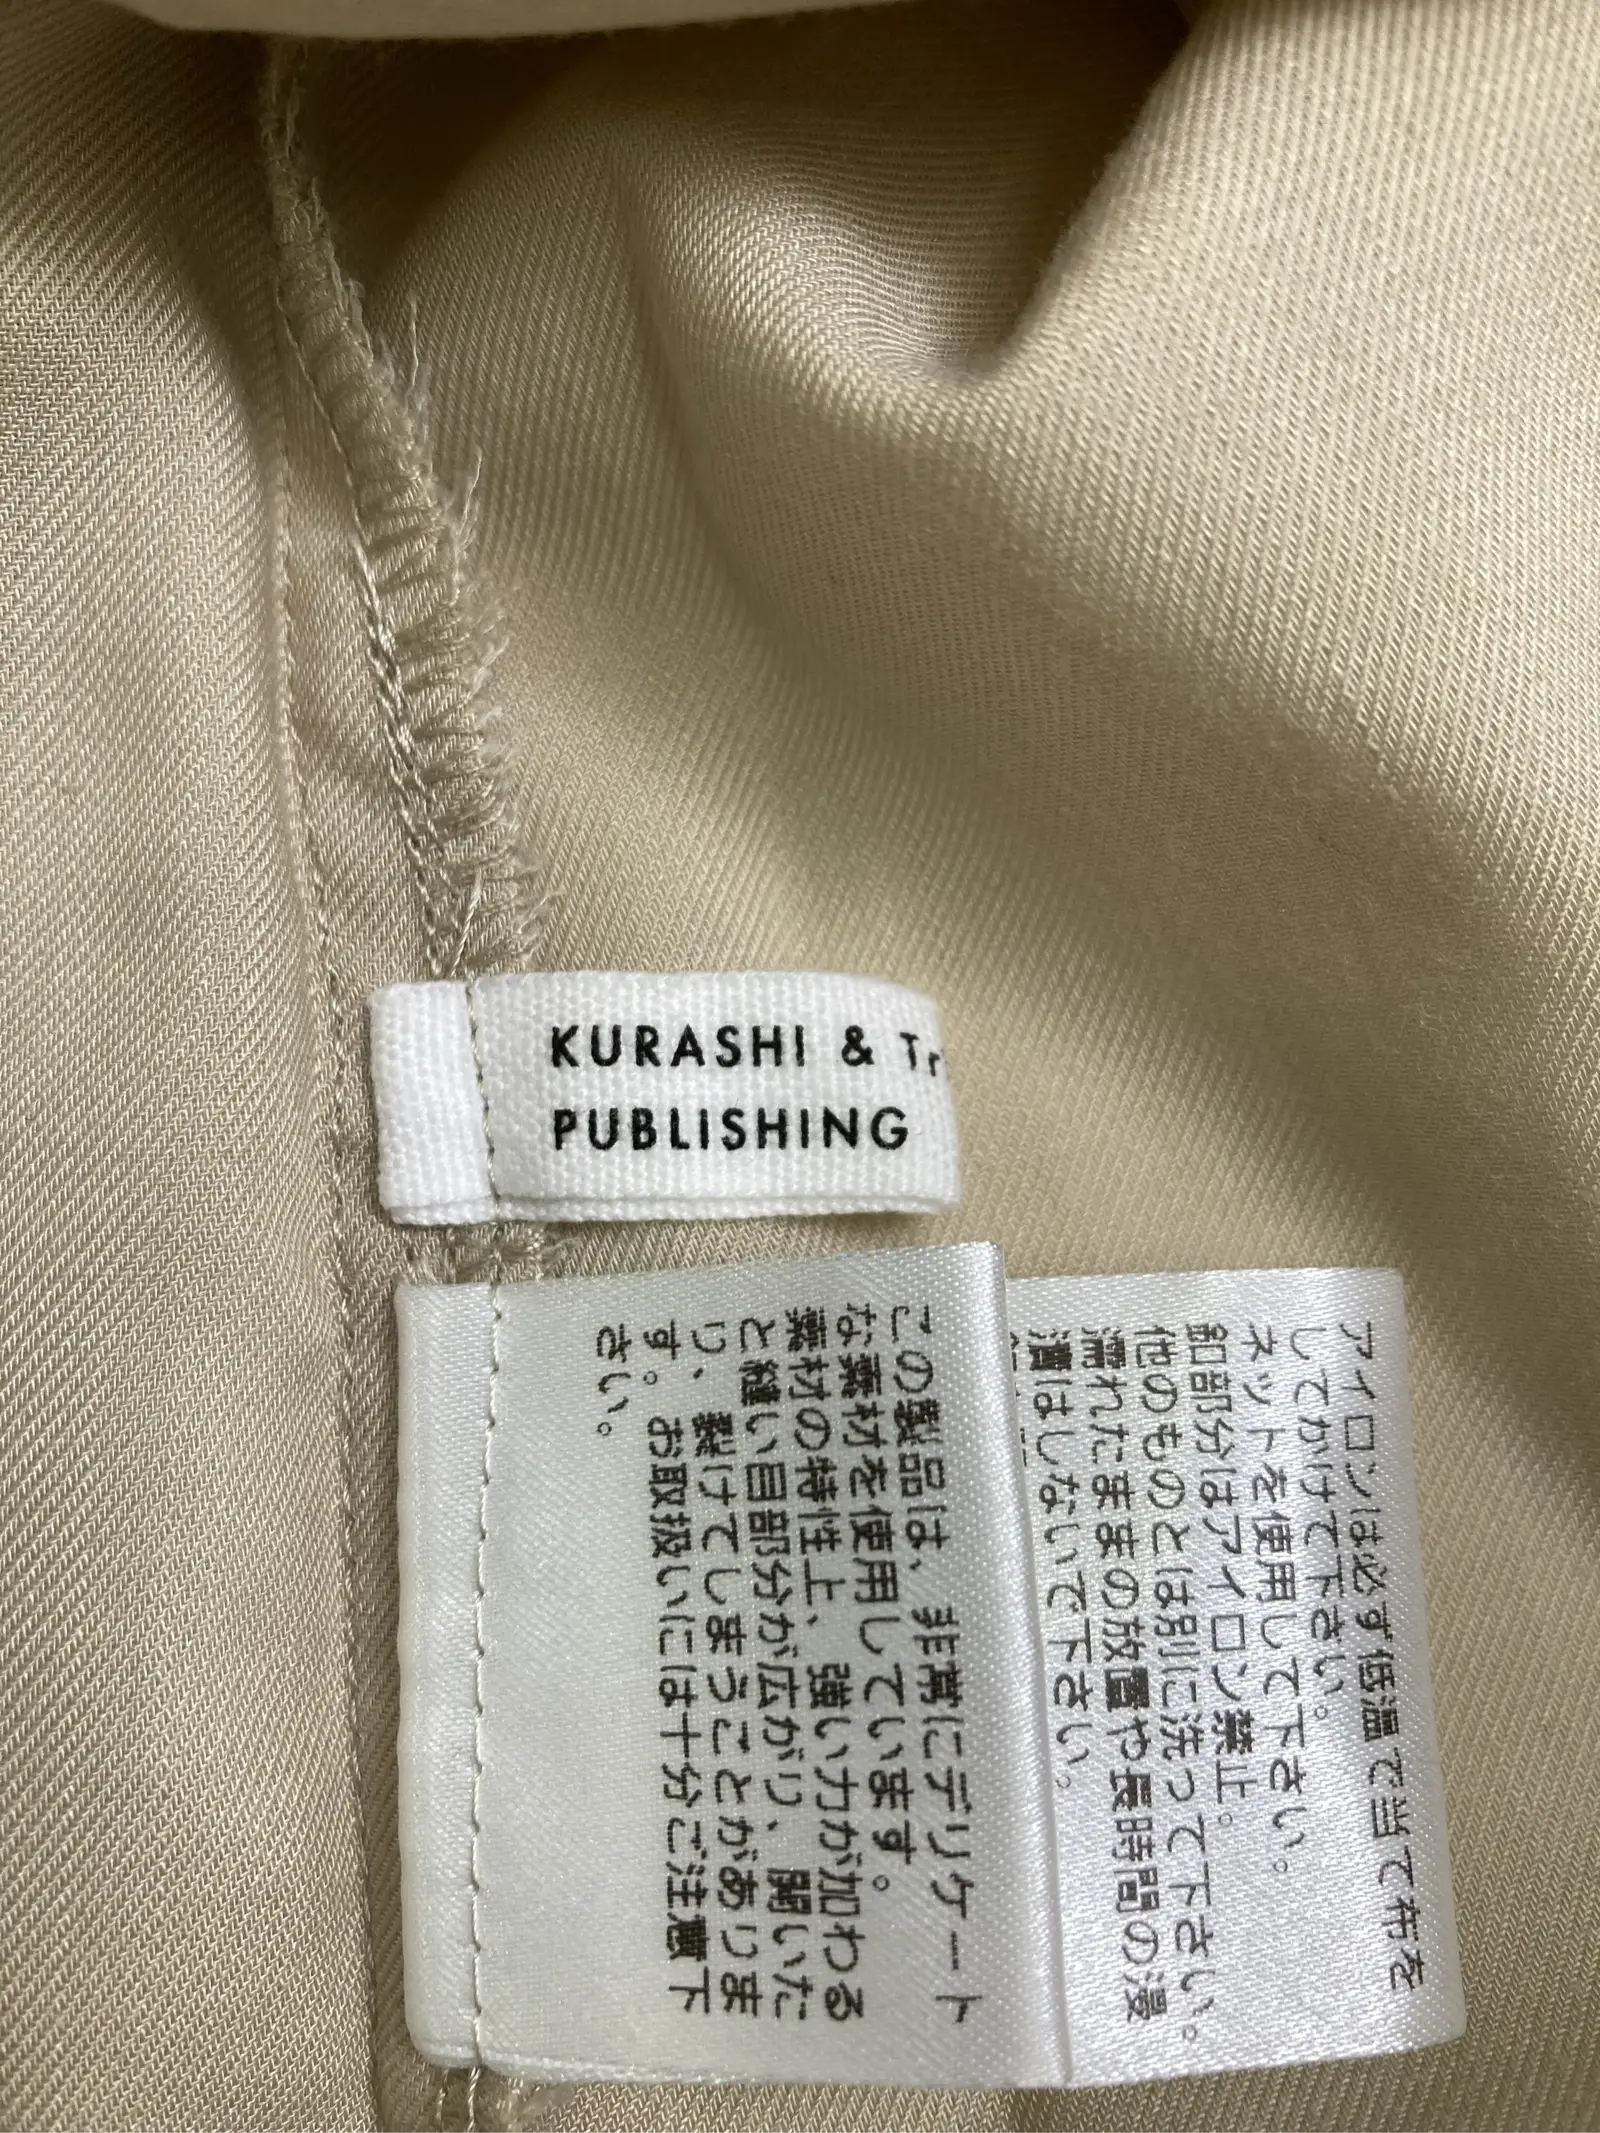 KURASHI & Tr
PUBLISHING
この製品は、非常にデリケート
な素材を使用しています。
素材の特性上、強い力が加わる
と縫い目部分が広がり、開いた
り、裂けてしまうことがありま
す。お取扱いには十分ご注意下
さい。
アイロンは必ず低温で当て布を
してかけて下さい。
ネットを使用して下さい。
釦部分はアイロン禁止。
他のものとは別に洗って下さい。
濡れたままの放置や長時間の浸
漬はしないで下さい。